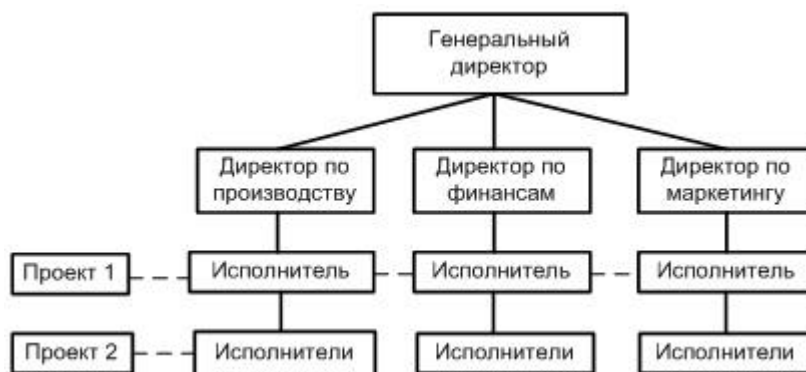 Генеральный
директор
Директор по
производству
Директор по
финансам
Директор по
маркетингу
Проект 1
Исполнитель
Исполнитель
Исполнитель
Проект 2
Исполнители
Исполнители
Исполнители